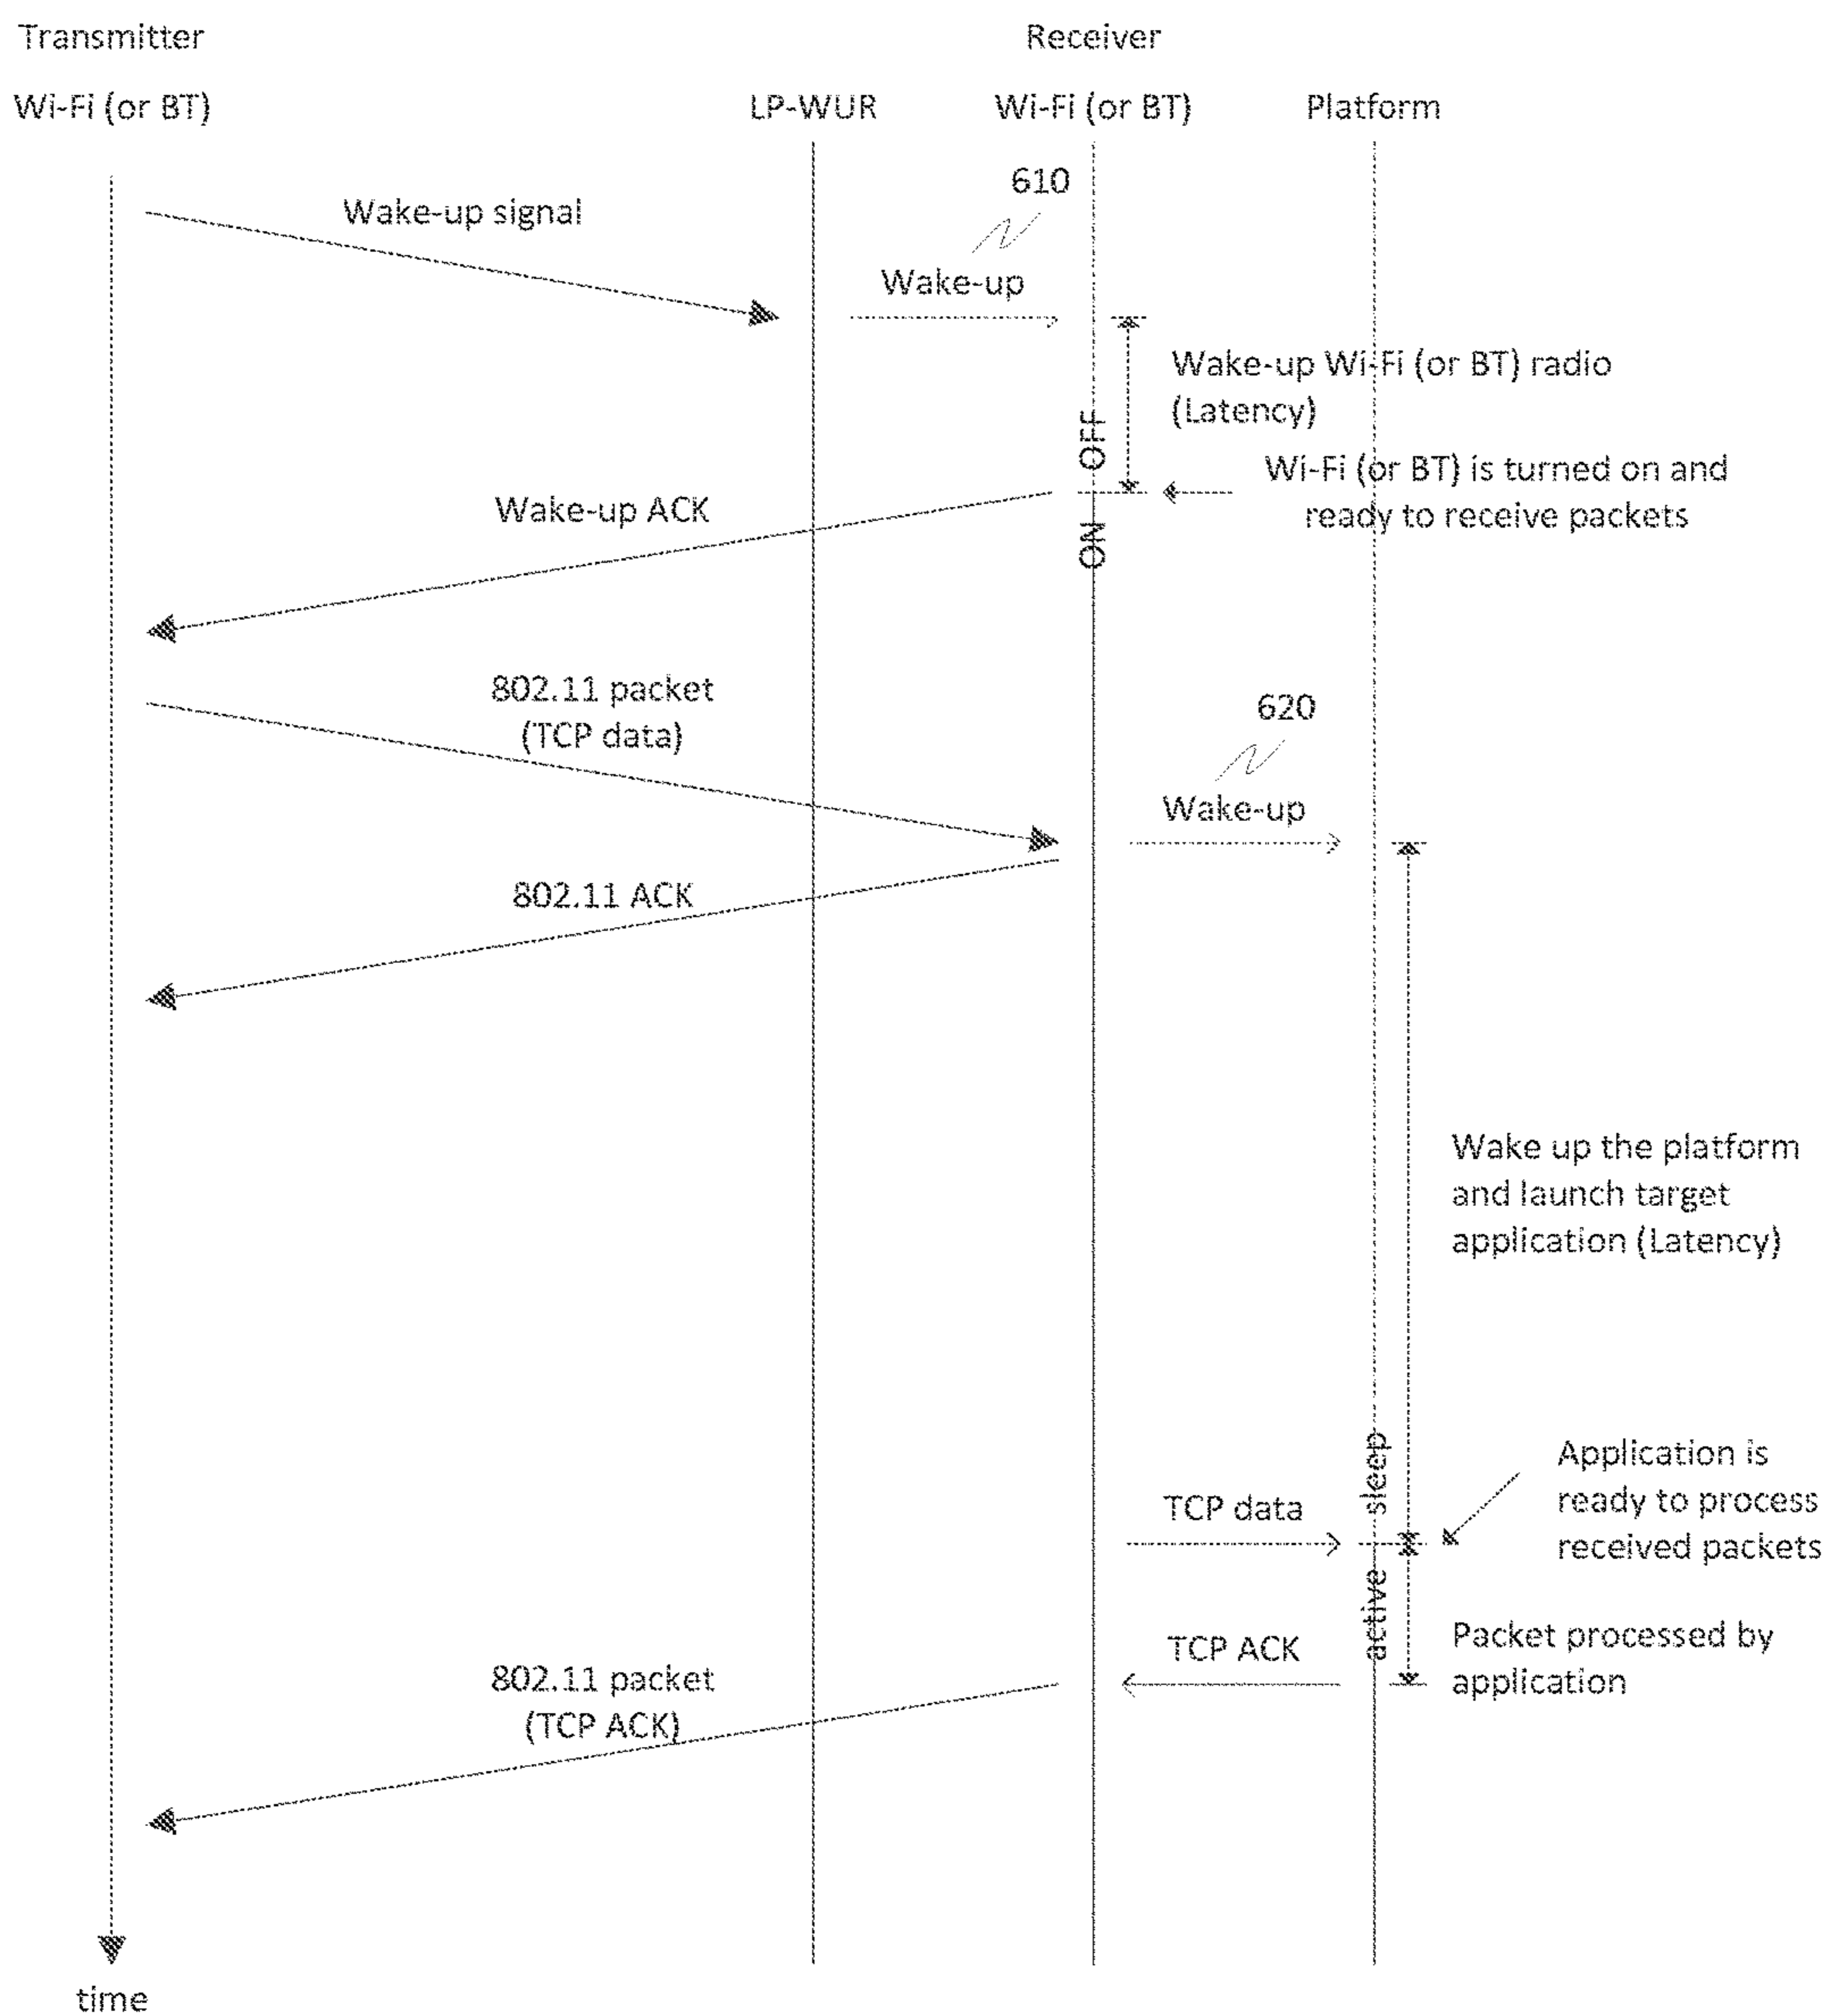 Transmitter
Receiver
Wi-Fi (or BT)
LP-WUR
Wi-Fi (or BT)
Platform
610
Wake-up signal
Wake-up
Wake-up Wi-Fi (or BT) radio
(Latency)
OFF
Wi-Fi (or BT) is turned on and
ready to receive packets
Wake-up ACK
ON
802.11 packet
(TCP data)
620
Wake-up
802.11 ACK
Wake up the platform
and launch target
application (Latency)
sleep
Application is
ready to process
received packets
TCP data
active
Packet processed by
application
TCP ACK
802.11 packet
(TCP ACK)
time